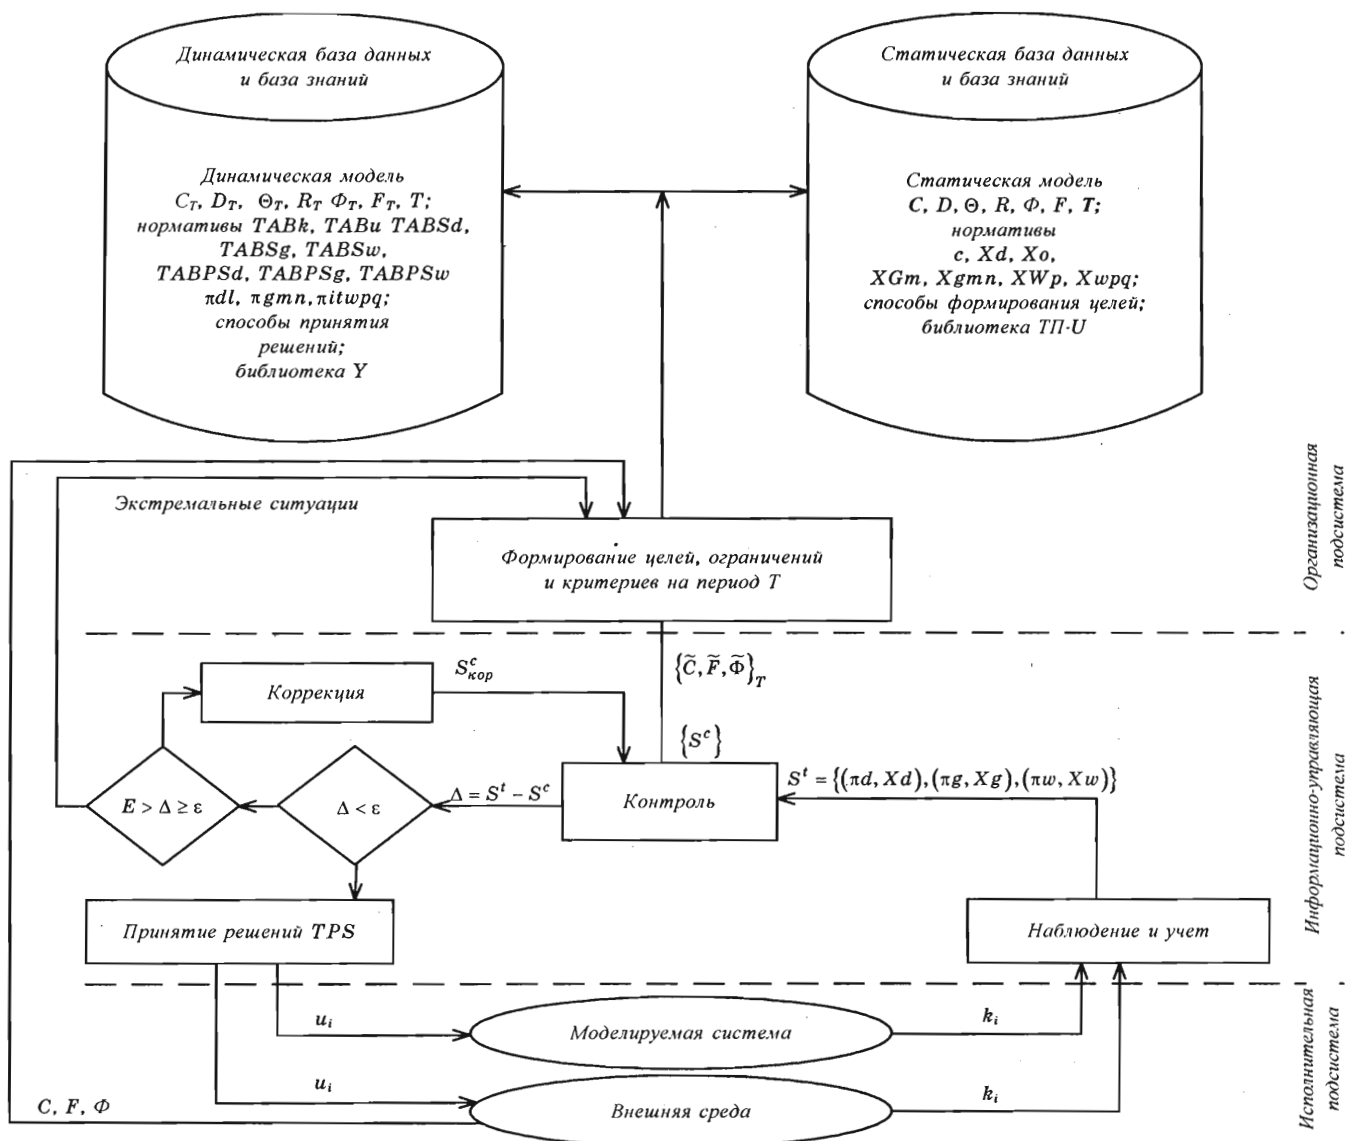 Динамическая база данных
и база знаний
Динамическая модель
C_T, D_T, Θ_T, R_T Φ_T, F_T, T;
нормативы TABk, TABu TABSd,
TABSg, TABSw,
TABPSd, TABPSg, TABPSw
πdl, πgmn, πitwpq;
способы принятия
решений;
библиотека Y
Статическая база данных
и база знаний
Статическая модель
C, D, Θ, R, Φ, F, T;
нормативы
c, Xd, Xo,
XGm, Xgmn, XWp, Xwpq;
способы формирования целей;
библиотека ТП-U
Организационная
подсистема
Экстремальные ситуации
Формирование целей, ограничений
и критериев на период T
{C̃, F̃, Φ̃}_T
S^c_кор
Коррекция
{S^c}
S^t = {(πd, Xd), (πg, Xg), (πw, Xw)}
E > Δ ≥ ε
Δ < ε
Δ = S^t − S^c
Контроль
Информационно-управляющая
подсистема
Принятие решений TPS
Наблюдение и учет
u_i
Моделируемая система
k_i
u_i
Внешняя среда
k_i
C, F, Φ
Исполнительная
подсистема